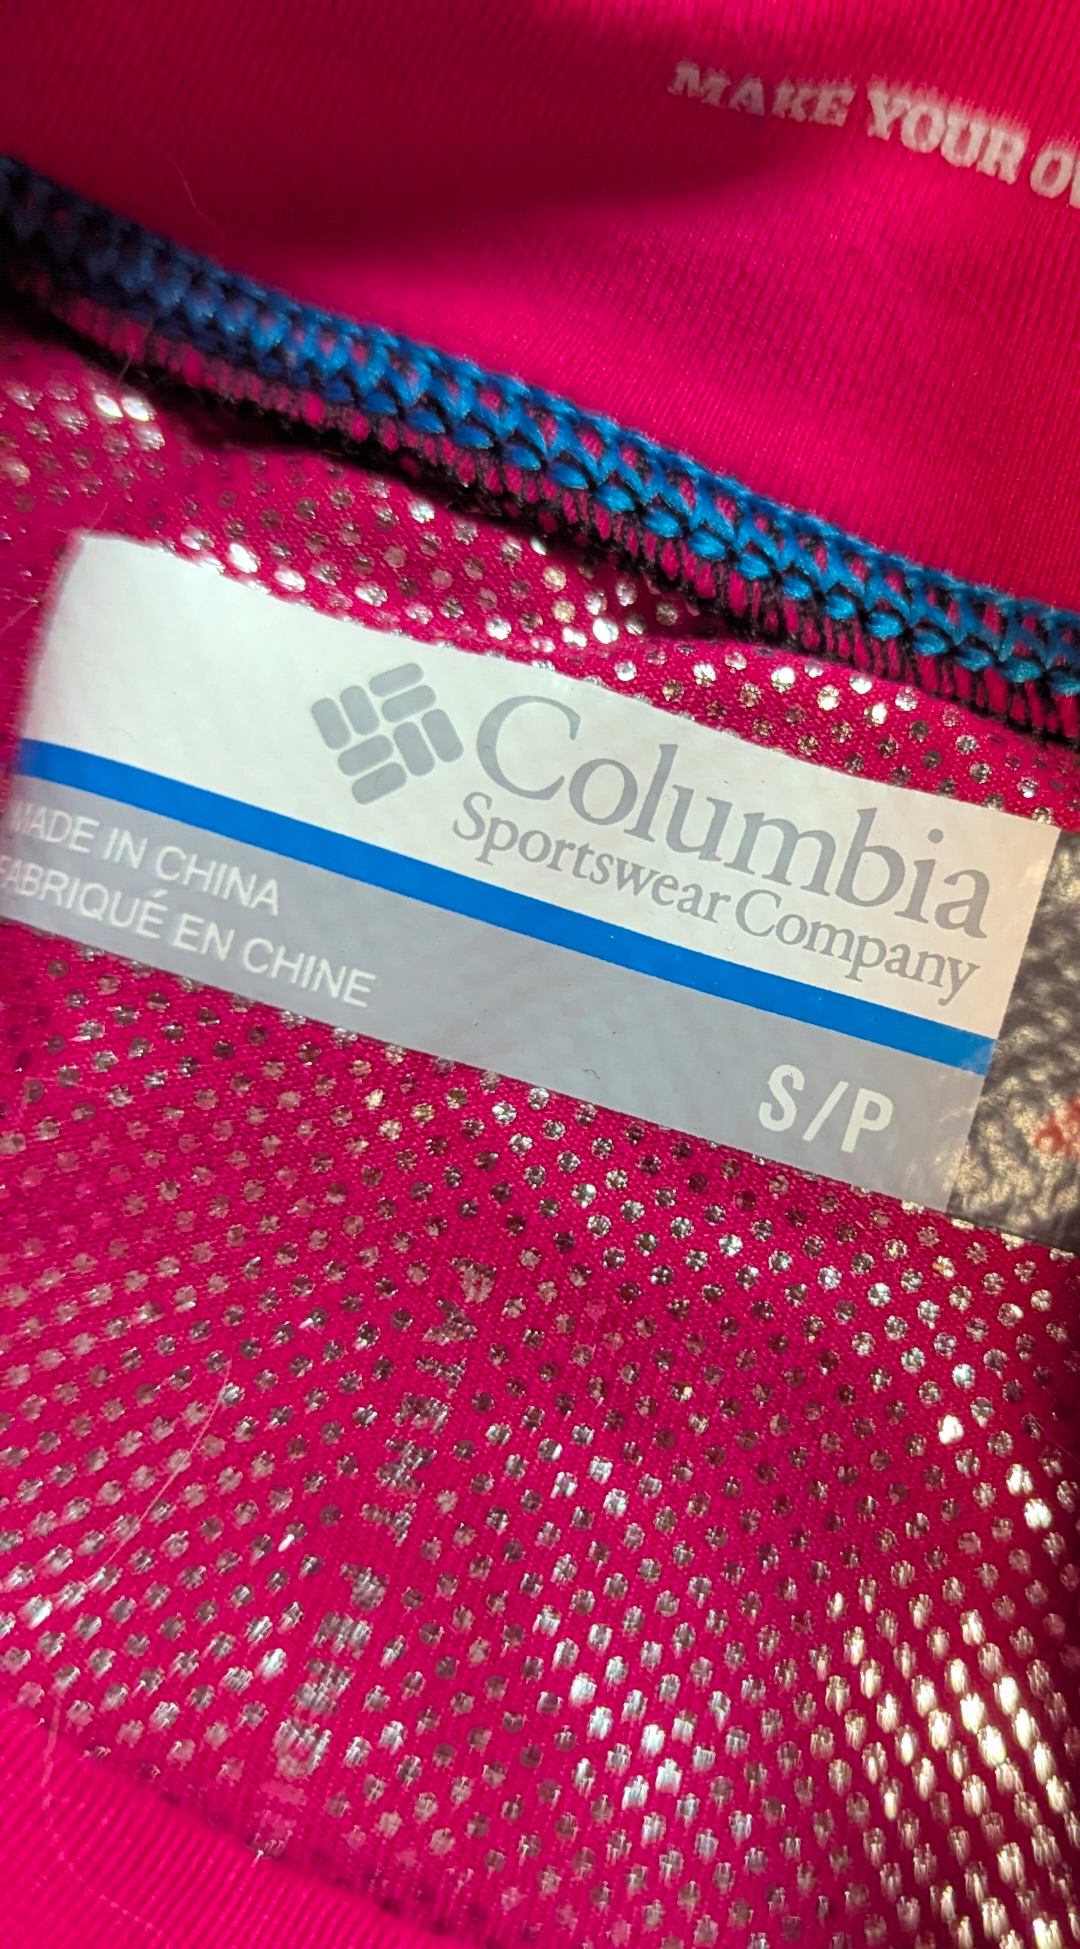 MAKE YOUR
Columbia
Sportswear Company
MADE IN CHINA
FABRIQUÉ EN CHINE
S/P